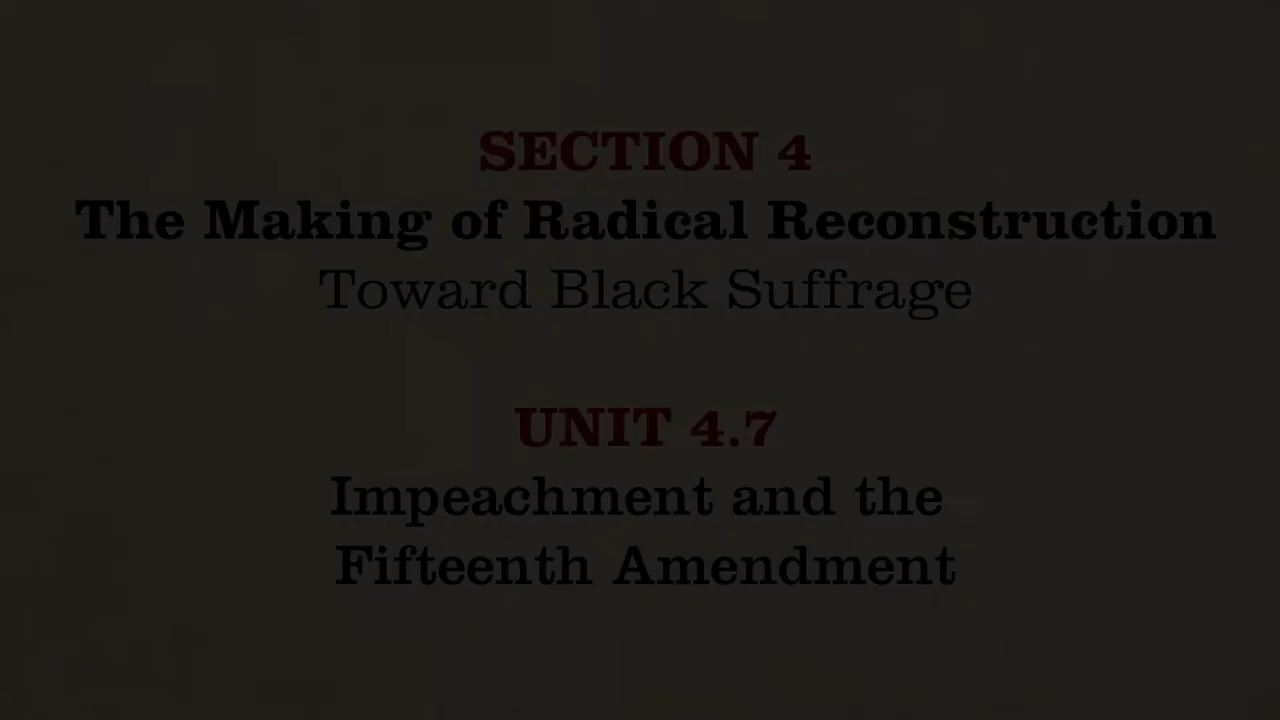 SECTION 4
The Making of Radical Reconstruction
Toward Black Suffrage
UNIT 4.7
Impeachment and the
Fifteenth Amendment